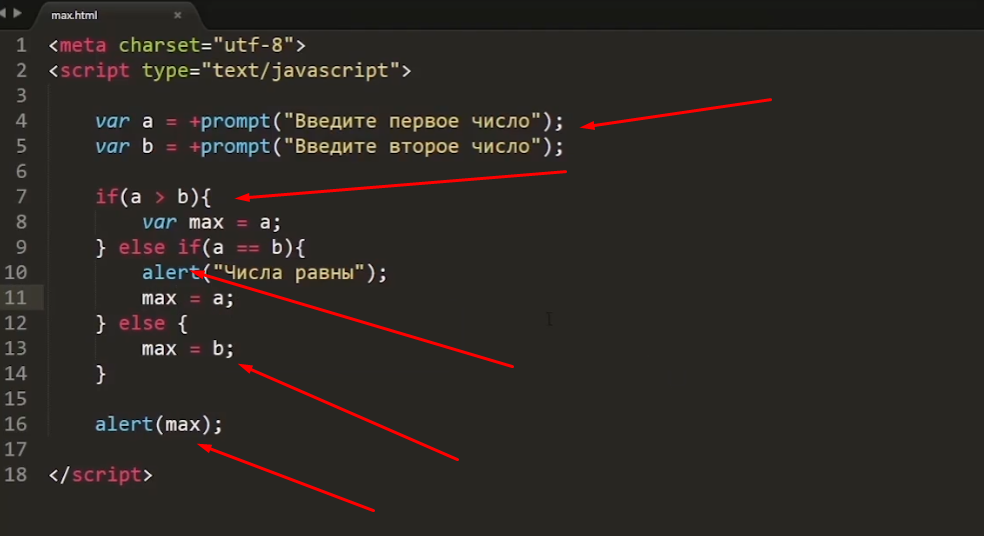 max.html
1 <meta charset="utf-8">
2 <script type="text/javascript">
3
4 var a = +prompt("Введите первое число");
5 var b = +prompt("Введите второе число");
6
7 if(a > b){
8 var max = a;
9 } else if(a == b){
10 alert("Числа равны");
11 max = a;
12 } else {
13 max = b;
14 }
15
16 alert(max);
17
18 </script>